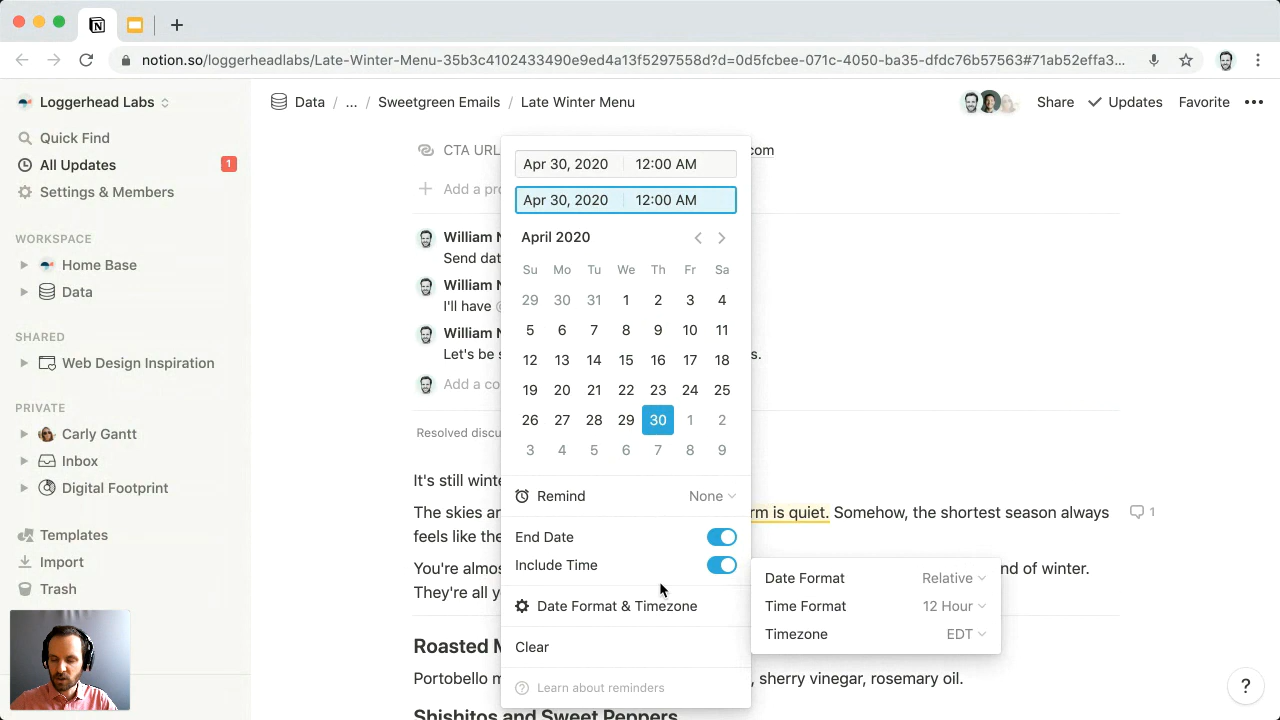 notion.so/loggerheadlabs/Late-Winter-Menu-35b3c4102433490e9ed4a13f5297558d?d=0d5fcbee-071c-4050-ba35-dfdc76b57563#71ab52effa3...
Loggerhead Labs
Data / ... / Sweetgreen Emails / Late Winter Menu
Share Updates Favorite
Quick Find
All Updates 1
Settings & Members
WORKSPACE
Home Base
Data
SHARED
Web Design Inspiration
PRIVATE
Carly Gantt
Inbox
Digital Footprint
Templates
Import
Trash
CTA URL
com
Add a pro
William N
Send dat
William N
I'll have @
William N
Let's be s
s.
Add a co
Resolved discu
It's still winte
The skies ar
rm is quiet. Somehow, the shortest season always
1
feels like the
You're almos
nd of winter.
They're all y
Roasted M
Portobello m
, sherry vinegar, rosemary oil.
Shishitos and Sweet Peppers
Apr 30, 2020 12:00 AM
Apr 30, 2020 12:00 AM
April 2020
Su Mo Tu We Th Fr Sa
29 30 31 1 2 3 4
5 6 7 8 9 10 11
12 13 14 15 16 17 18
19 20 21 22 23 24 25
26 27 28 29 30 1 2
3 4 5 6 7 8 9
Remind None
End Date
Include Time
Date Format & Timezone
Clear
Learn about reminders
Date Format Relative
Time Format 12 Hour
Timezone EDT
?